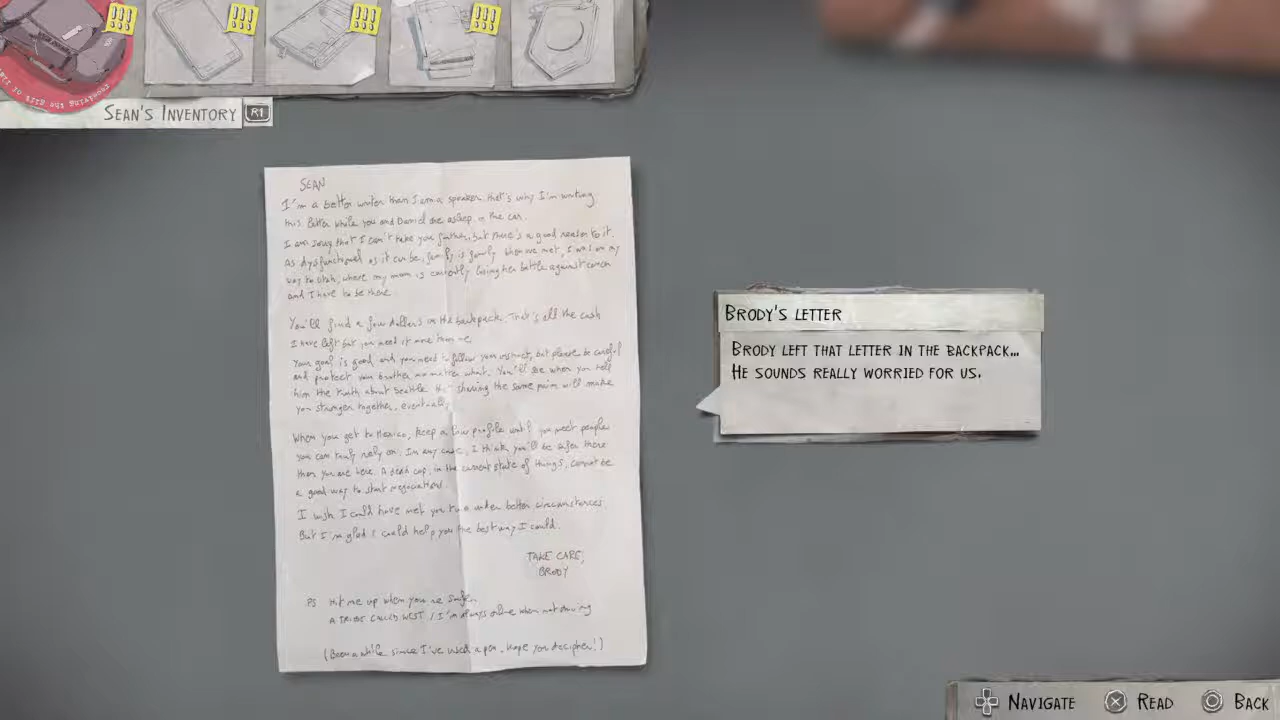 SEAN'S INVENTORY R1
SEAN
I'm a better writer than I am a speaker, that's why I'm writing
this letter while you and Daniel are asleep in the car.
I am sorry that I can't take you further, but there's a good reason to it.
As dysfunctional as it can be, family is family. When we met, I was on my
way to Utah, where my mom is currently losing her battle against cancer
and I have to be there.
You'll find a few dollars in the backpack. That's all the cash
I have left but you need it more than me.
Your goal is good and you need to follow your instinct, but please be careful
and protect your brother no matter what. You'll see when you tell
him the truth about Seattle sharing the same pain will make
you stronger together, eventually.
When you get to Mexico, keep a low profile until you meet people
you can truly rely on. In any case, I think you'll be safer there
than you are here. A dead cop, in the current state of things, cannot be
a good way to start negociations.
I wish I could have met you two under better circumstances.
But I'm glad I could help you the best way I could.
TAKE CARE,
BRODY
PS Hit me up when you're safer
A TRIBE CALLED WEST / I'm always online when not driving
(Been a while since I've used a pen. Hope you decipher!)
BRODY'S LETTER
BRODY LEFT THAT LETTER IN THE BACKPACK...
HE SOUNDS REALLY WORRIED FOR US.
NAVIGATE READ BACK